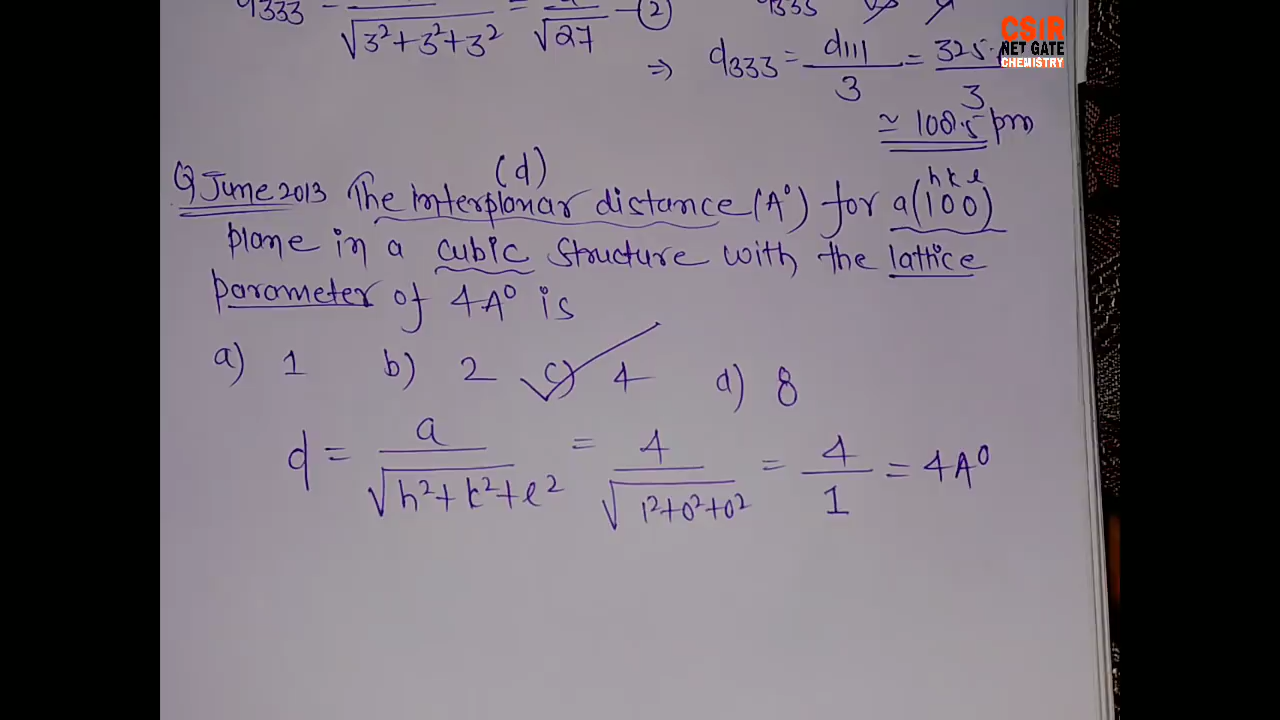 d333 = √3²+3²+3² = √27 -②
⇒ d333 = d111/3 = 325./3
≃ 108.5 pm
CSIR
NET GATE
CHEMISTRY
(d)
h k l
Q June 2013 The Interplanar distance (A°) for a(100)
plane in a cubic structure with the lattice
parameter of 4A° is
a) 1 b) 2 c) 4 d) 8
d = a/√h²+k²+l² = 4/√1²+0²+0² = 4/1 = 4A°